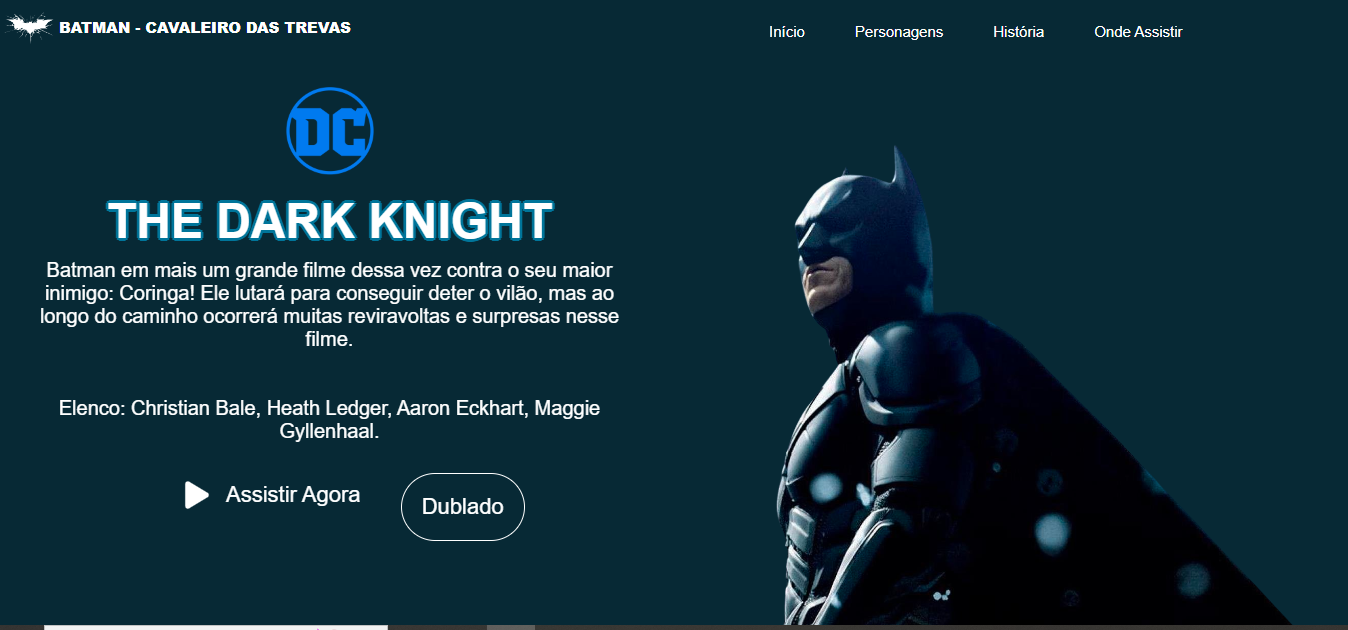 BATMAN - CAVALEIRO DAS TREVAS
Início Personagens História Onde Assistir
DC
THE DARK KNIGHT
Batman em mais um grande filme dessa vez contra o seu maior
inimigo: Coringa! Ele lutará para conseguir deter o vilão, mas ao
longo do caminho ocorrerá muitas reviravoltas e surpresas nesse
filme.
Elenco: Christian Bale, Heath Ledger, Aaron Eckhart, Maggie
Gyllenhaal.
Assistir Agora
Dublado